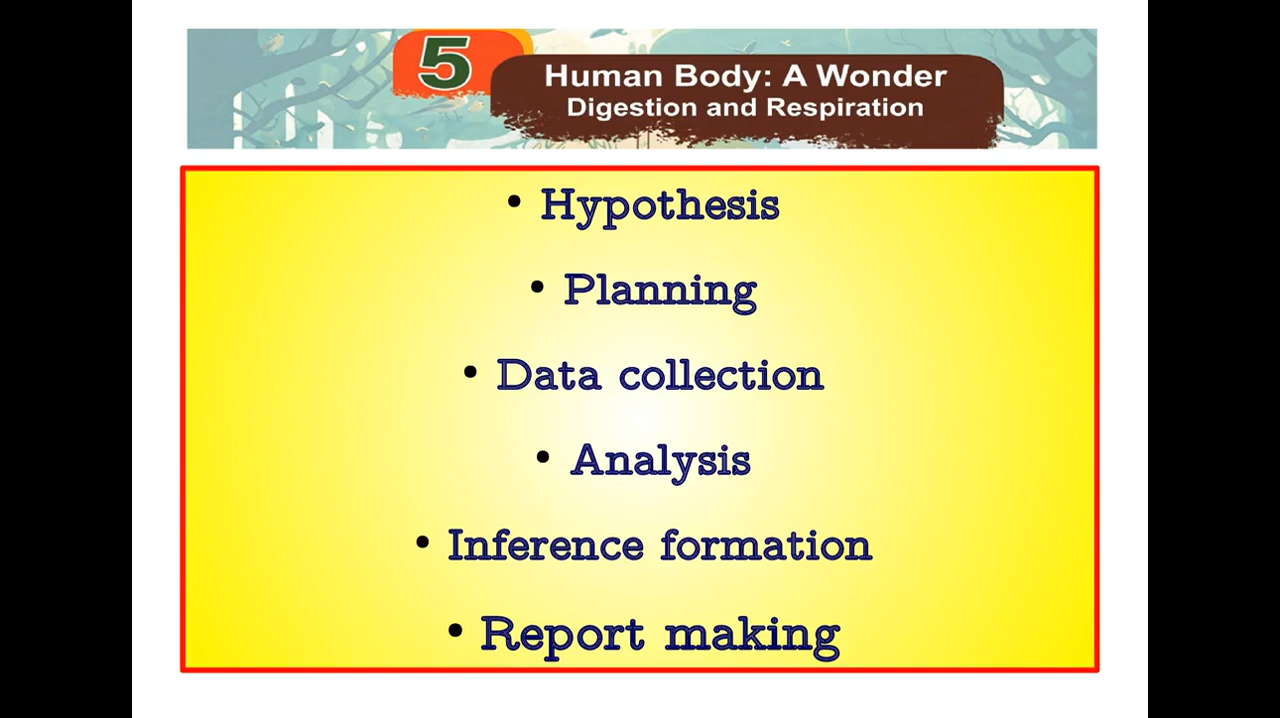 5
Human Body: A Wonder
Digestion and Respiration
• Hypothesis
• Planning
• Data collection
• Analysis
• Inference formation
• Report making